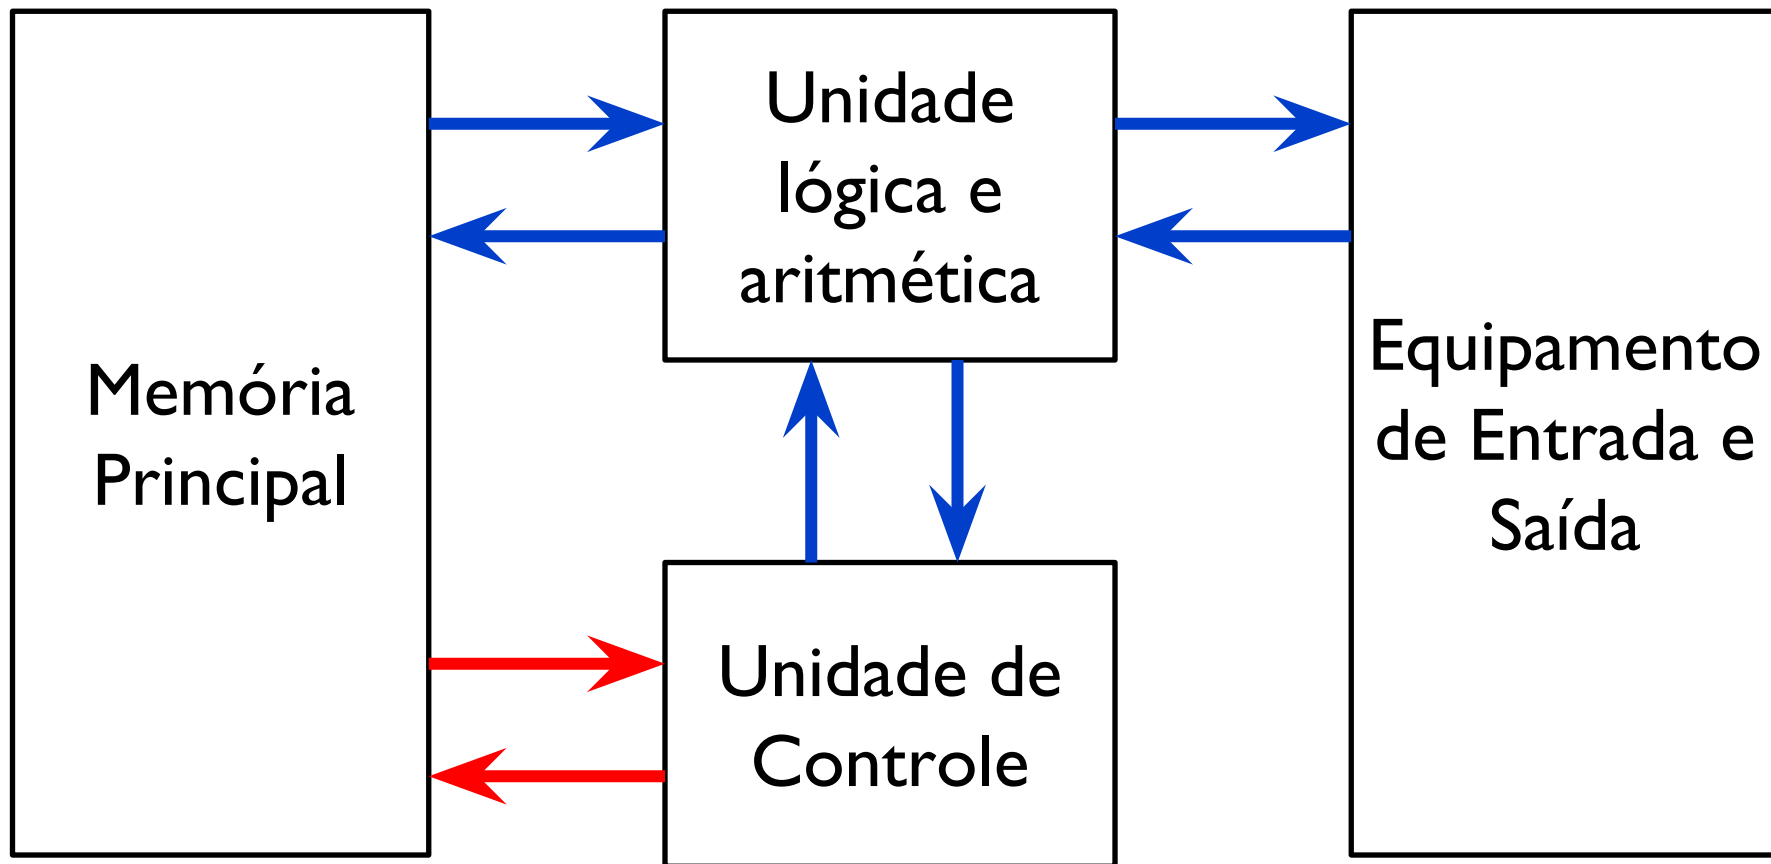 Memória
Principal
Unidade
lógica e
aritmética
Unidade de
Controle
Equipamento
de Entrada e
Saída